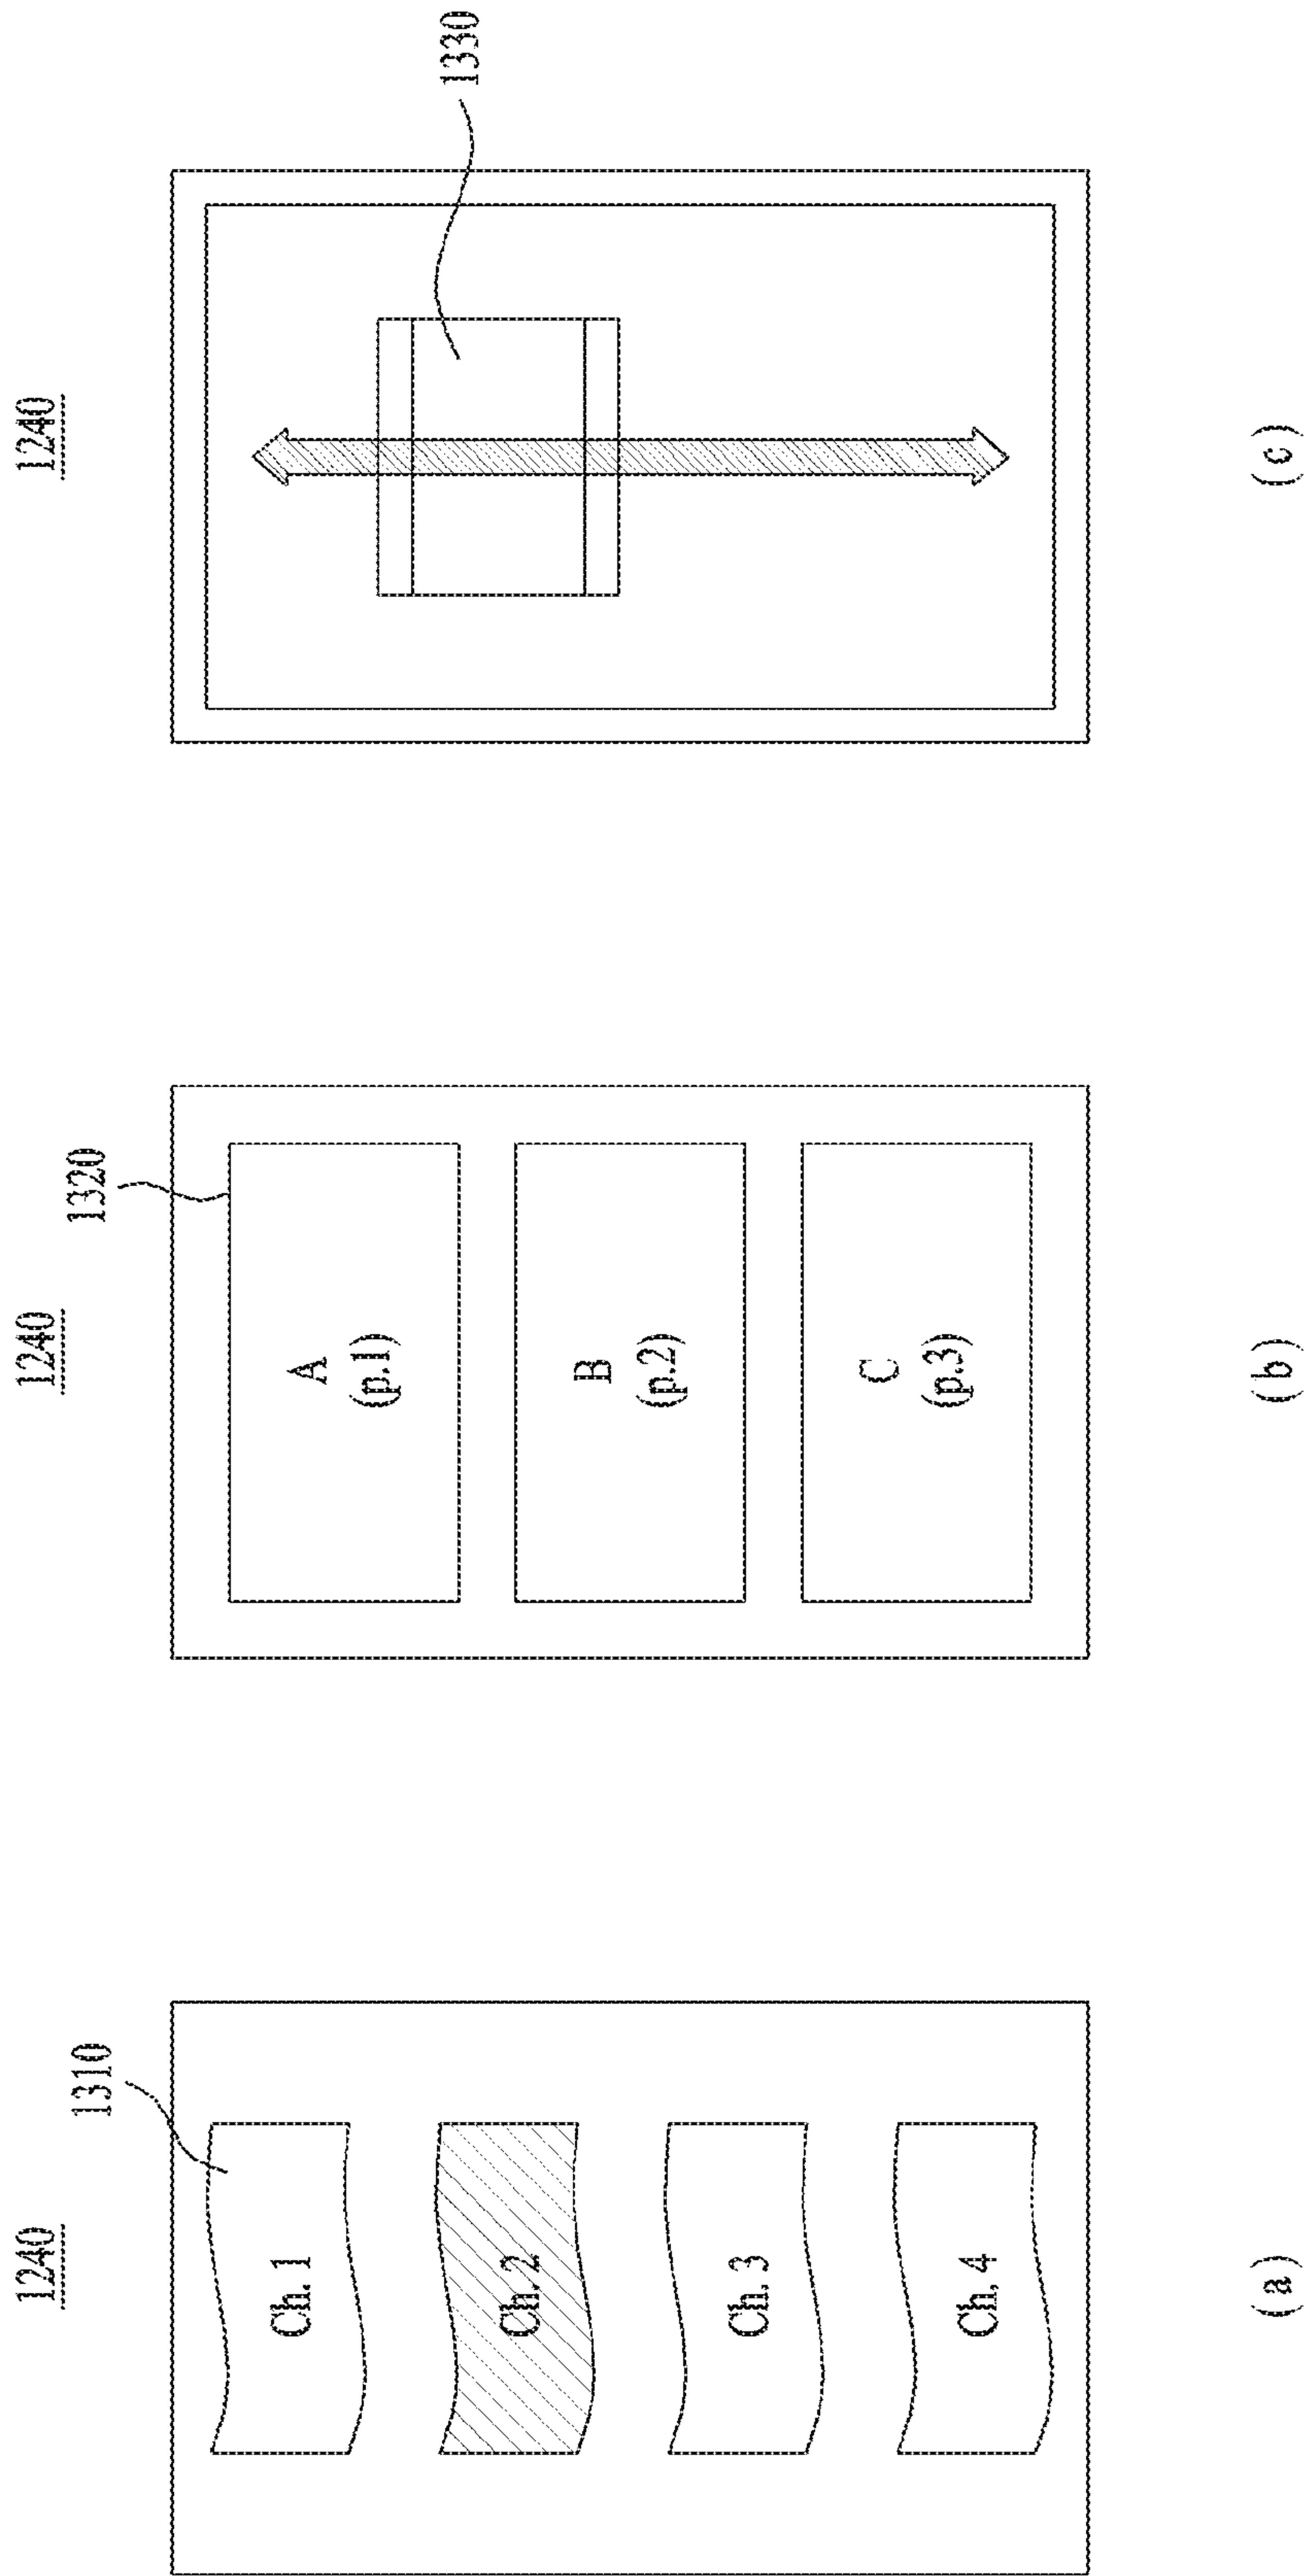 1240
1310
Ch. 1
Ch. 2
Ch. 3
Ch. 4
(a)
1240
1320
A
(p.1)
B
(p.2)
C
(p.3)
(b)
1240
1330
(c)